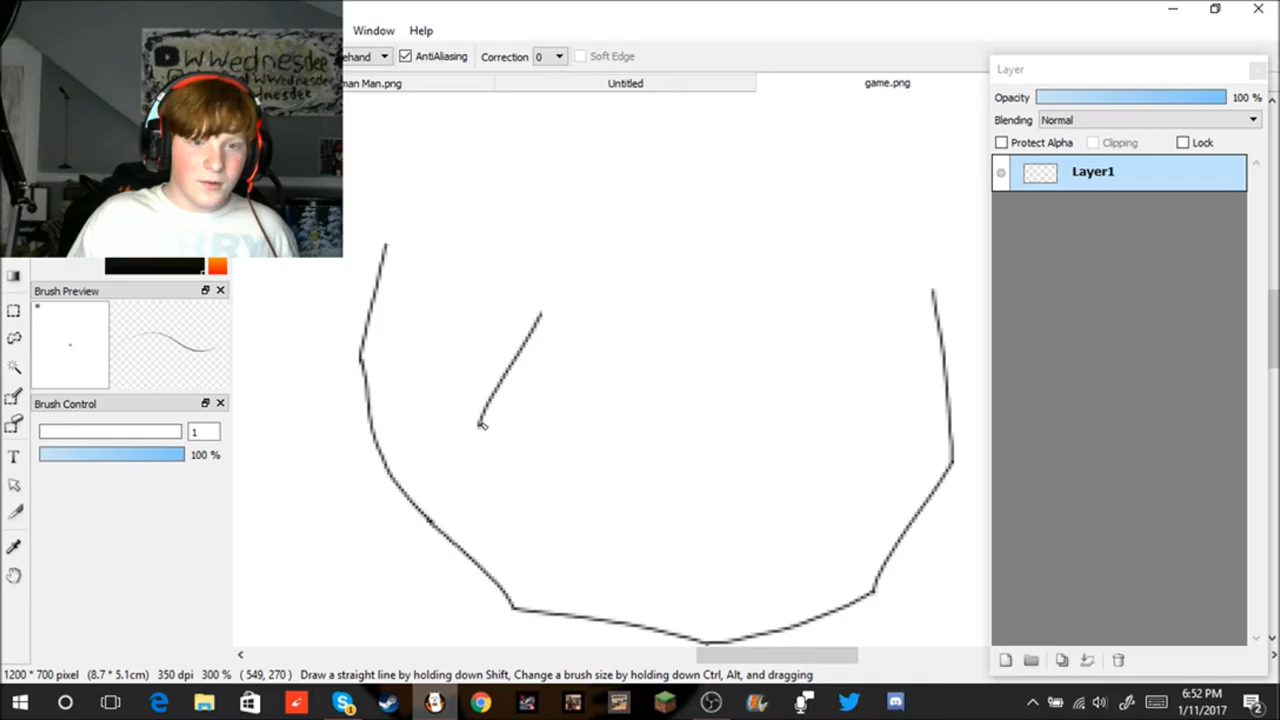 Window Help
ehand AntiAliasing Correction 0 Soft Edge
man Man.png Untitled game.png
WWednesdee
Layer
Opacity 100 %
Blending Normal
Protect Alpha Clipping Lock
Layer1
Brush Preview
Brush Control
1
100 %
1200 * 700 pixel (8.7 * 5.1cm) 350 dpi 300 % (549, 270) Draw a straight line by holding down Shift, Change a brush size by holding down Ctrl, Alt, and dragging
6:52 PM
1/11/2017